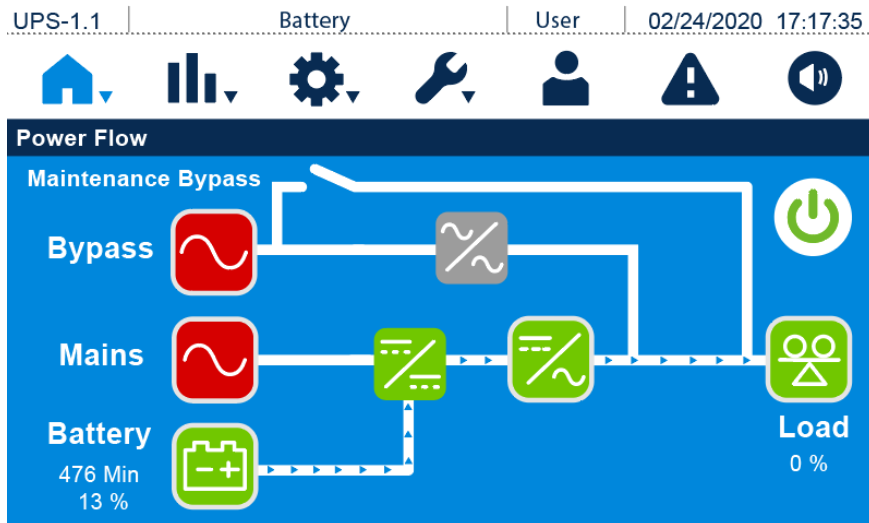 UPS-1.1 Battery User 02/24/2020 17:17:35
Power Flow
Maintenance Bypass
Bypass
Mains
Battery
476 Min
13 %
Load
0 %